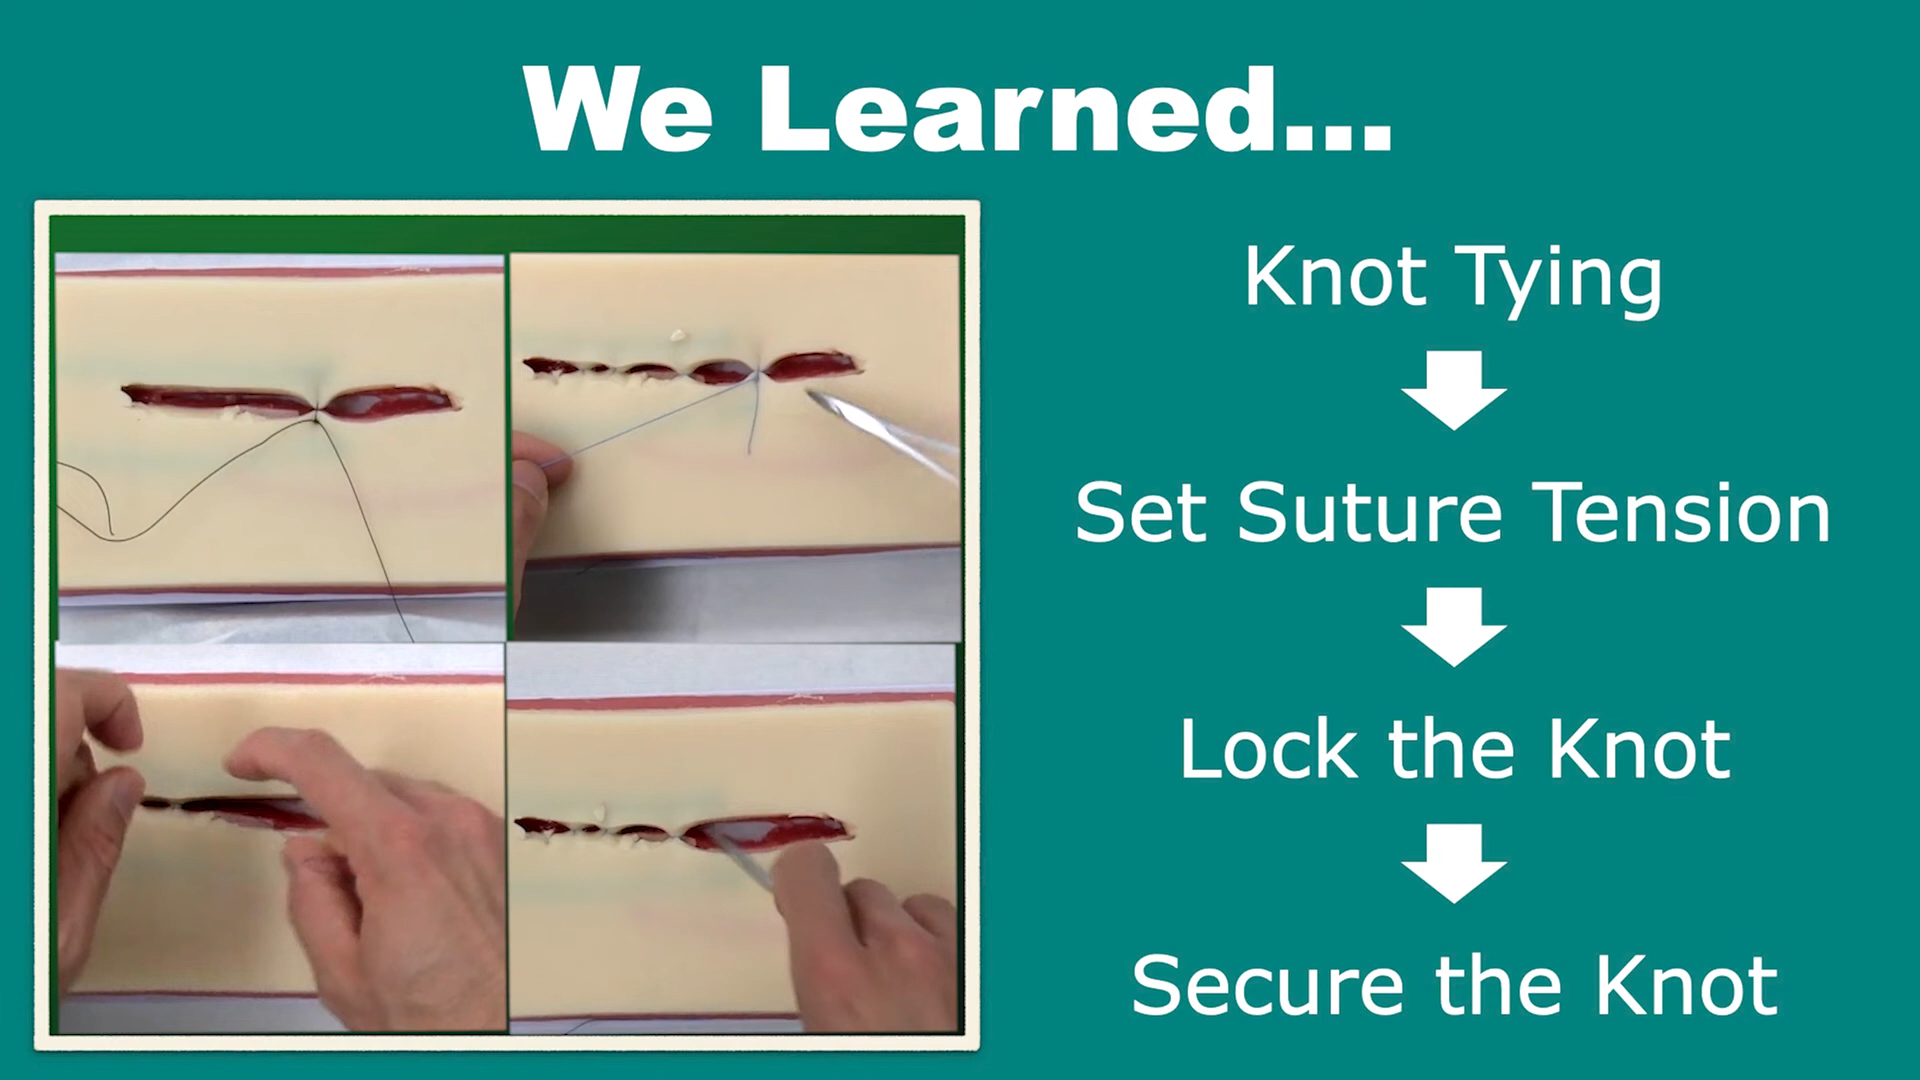 We Learned...
Knot Tying
Set Suture Tension
Lock the Knot
Secure the Knot